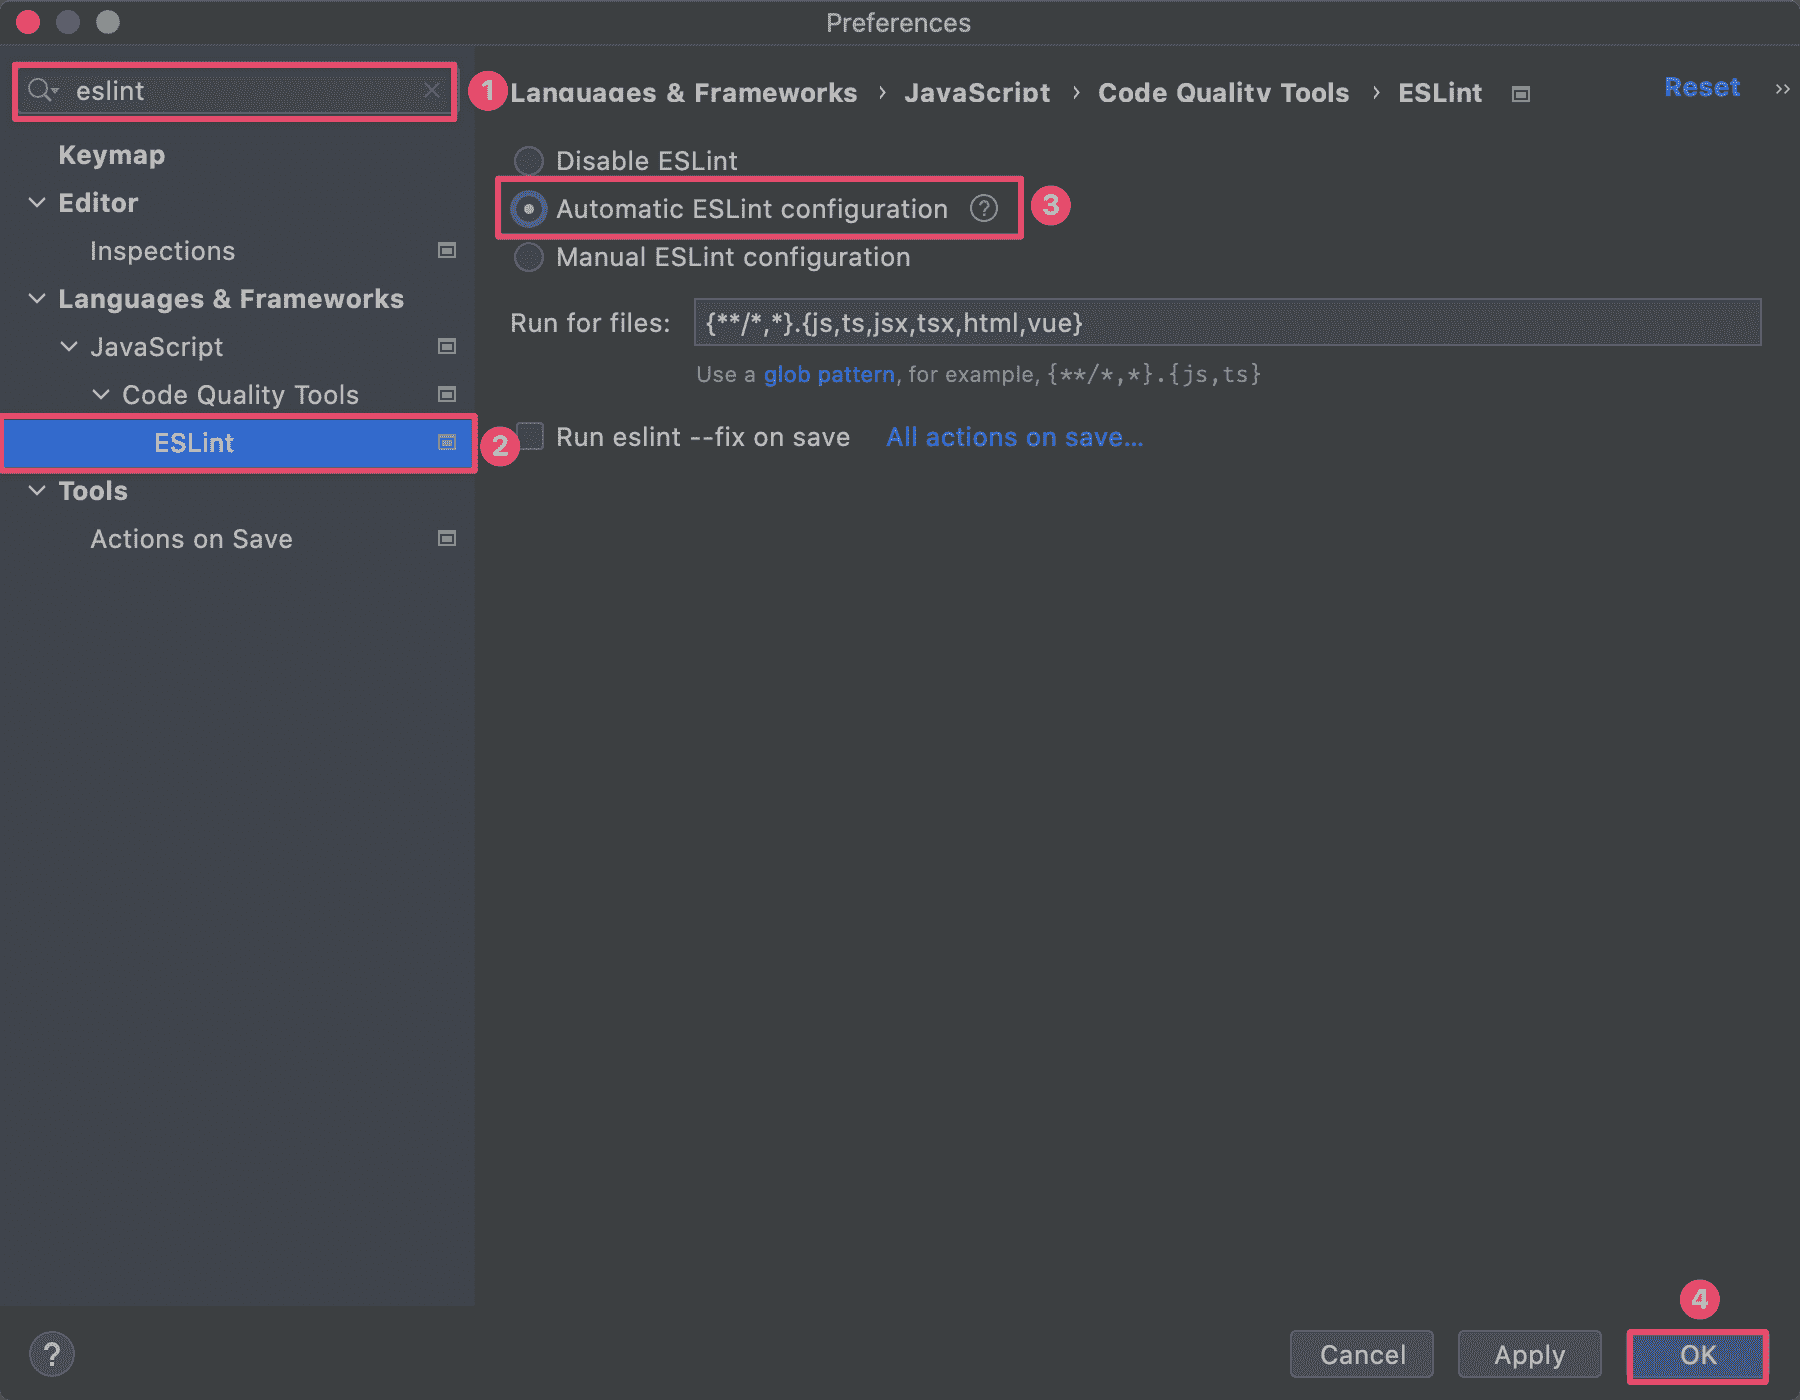 Preferences
eslint
1
Languages & Frameworks › JavaScript › Code Quality Tools › ESLint
Reset
»
Keymap
Editor
Inspections
Languages & Frameworks
JavaScript
Code Quality Tools
ESLint
2
Tools
Actions on Save
Disable ESLint
Automatic ESLint configuration ?
3
Manual ESLint configuration
Run for files: {**/*,*}.{js,ts,jsx,tsx,html,vue}
Use a glob pattern, for example, {**/*,*}.{js,ts}
Run eslint --fix on save All actions on save...
4
?
Cancel
Apply
OK